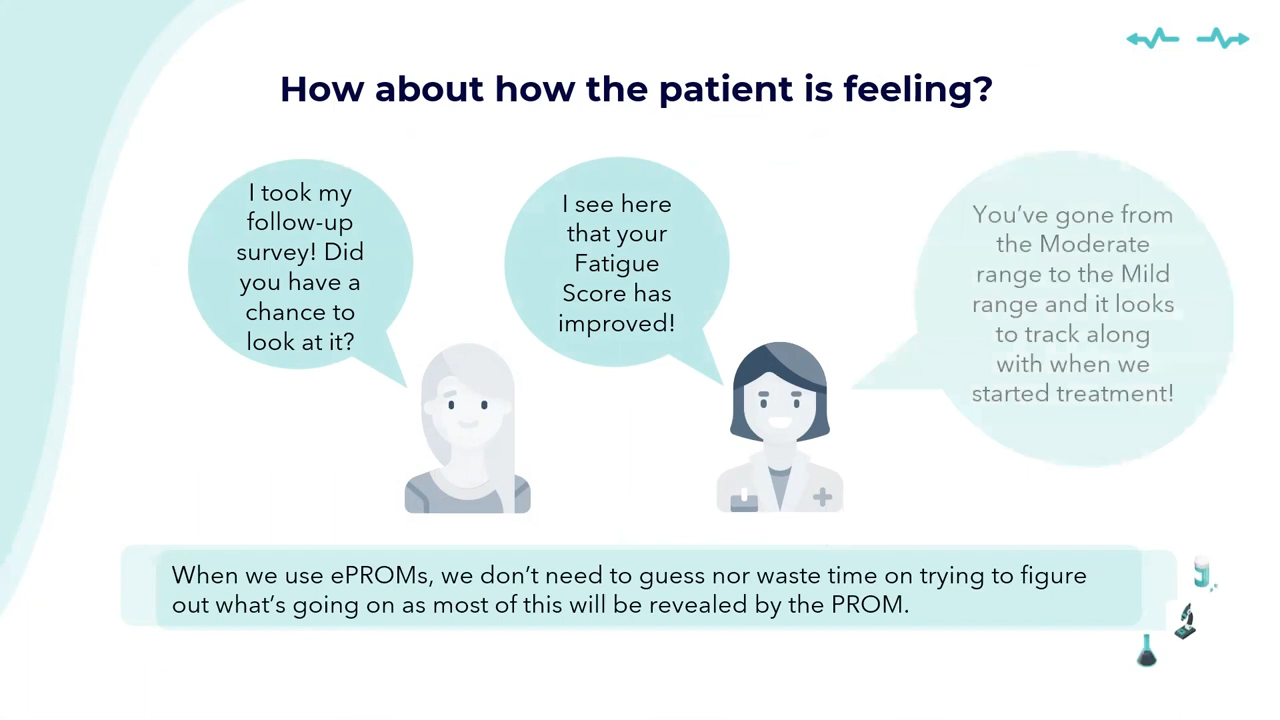 How about how the patient is feeling?
I took my
follow-up
survey! Did
you have a
chance to
look at it?
I see here
that your
Fatigue
Score has
improved!
You've gone from
the Moderate
range to the Mild
range and it looks
to track along
with when we
started treatment!
When we use ePROMs, we don't need to guess nor waste time on trying to figure
out what's going on as most of this will be revealed by the PROM.